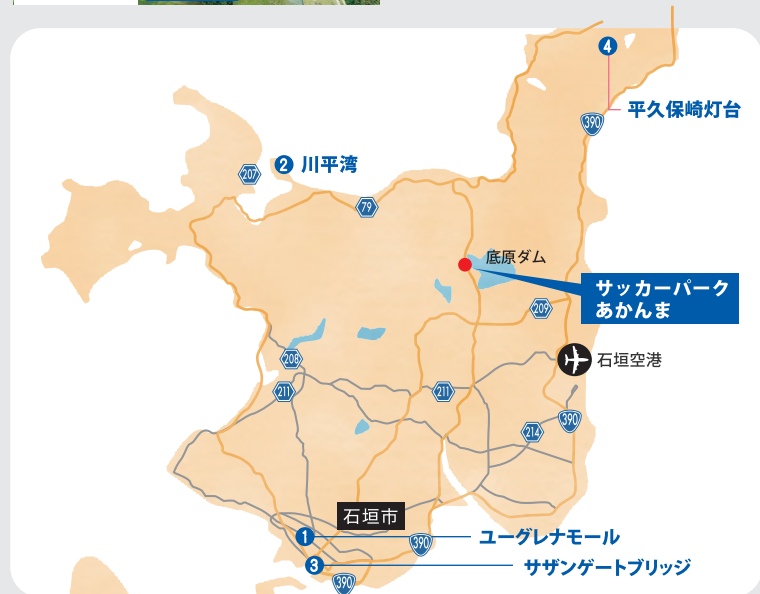 4
平久保崎灯台
390
2 川平湾
207
79
底原ダム
サッカーパーク
あかんま
209
石垣空港
208
211
211
390
214
石垣市
1
ユーグレナモール
390
3
サザンゲートブリッジ
390